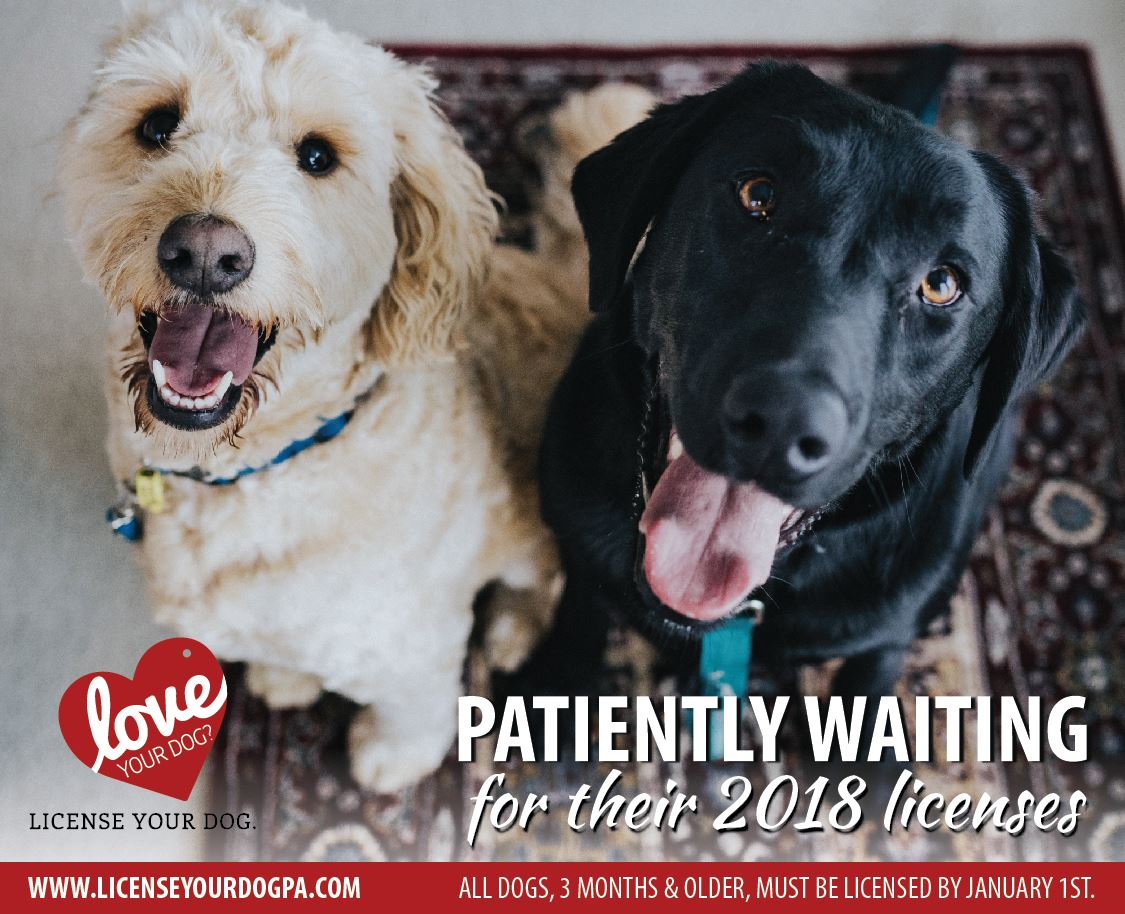 love
YOUR DOG?
LICENSE YOUR DOG.
PATIENTLY WAITING
for their 2018 licenses
WWW.LICENSEYOURDOGPA.COM
ALL DOGS, 3 MONTHS & OLDER, MUST BE LICENSED BY JANUARY 1ST.